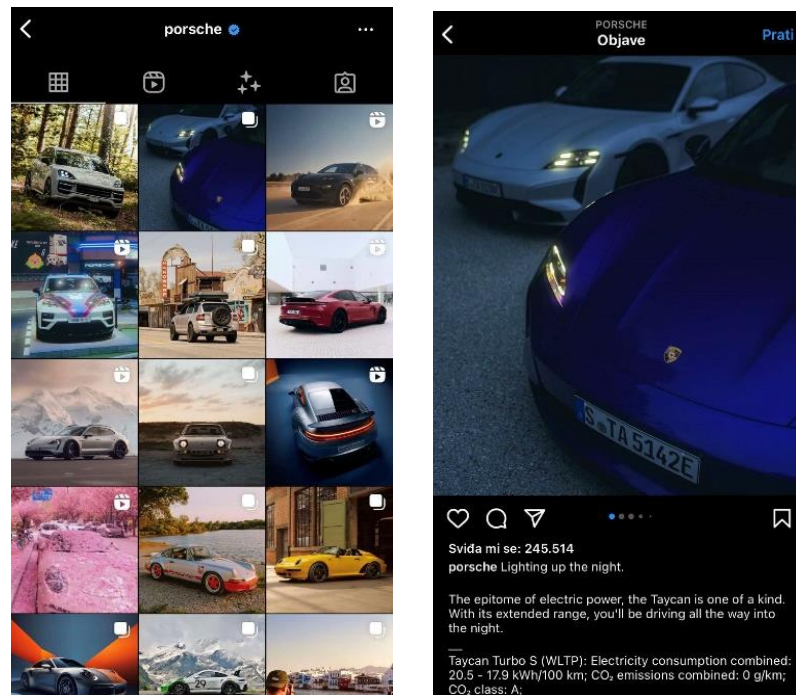 porsche
PORSCHE
29
PORSCHE
Objave
Prati
S TA 5142E
Sviđa mi se: 245.514
porsche Lighting up the night.
The epitome of electric power, the Taycan is one of a kind.
With its extended range, you'll be driving all the way into
the night.
Taycan Turbo S (WLTP): Electricity consumption combined:
20.5 - 17.9 kWh/100 km; CO₂ emissions combined: 0 g/km;
CO₂ class: A;